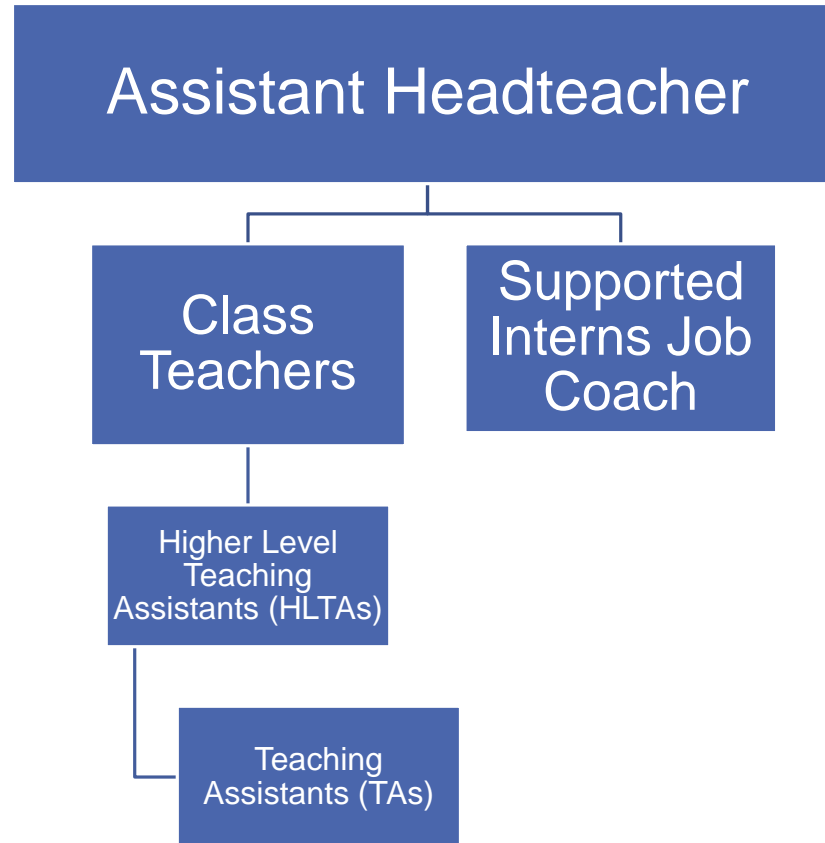 Assistant Headteacher
Class
Teachers
Supported
Interns Job
Coach
Higher Level
Teaching
Assistants (HLTAs)
Teaching
Assistants (TAs)